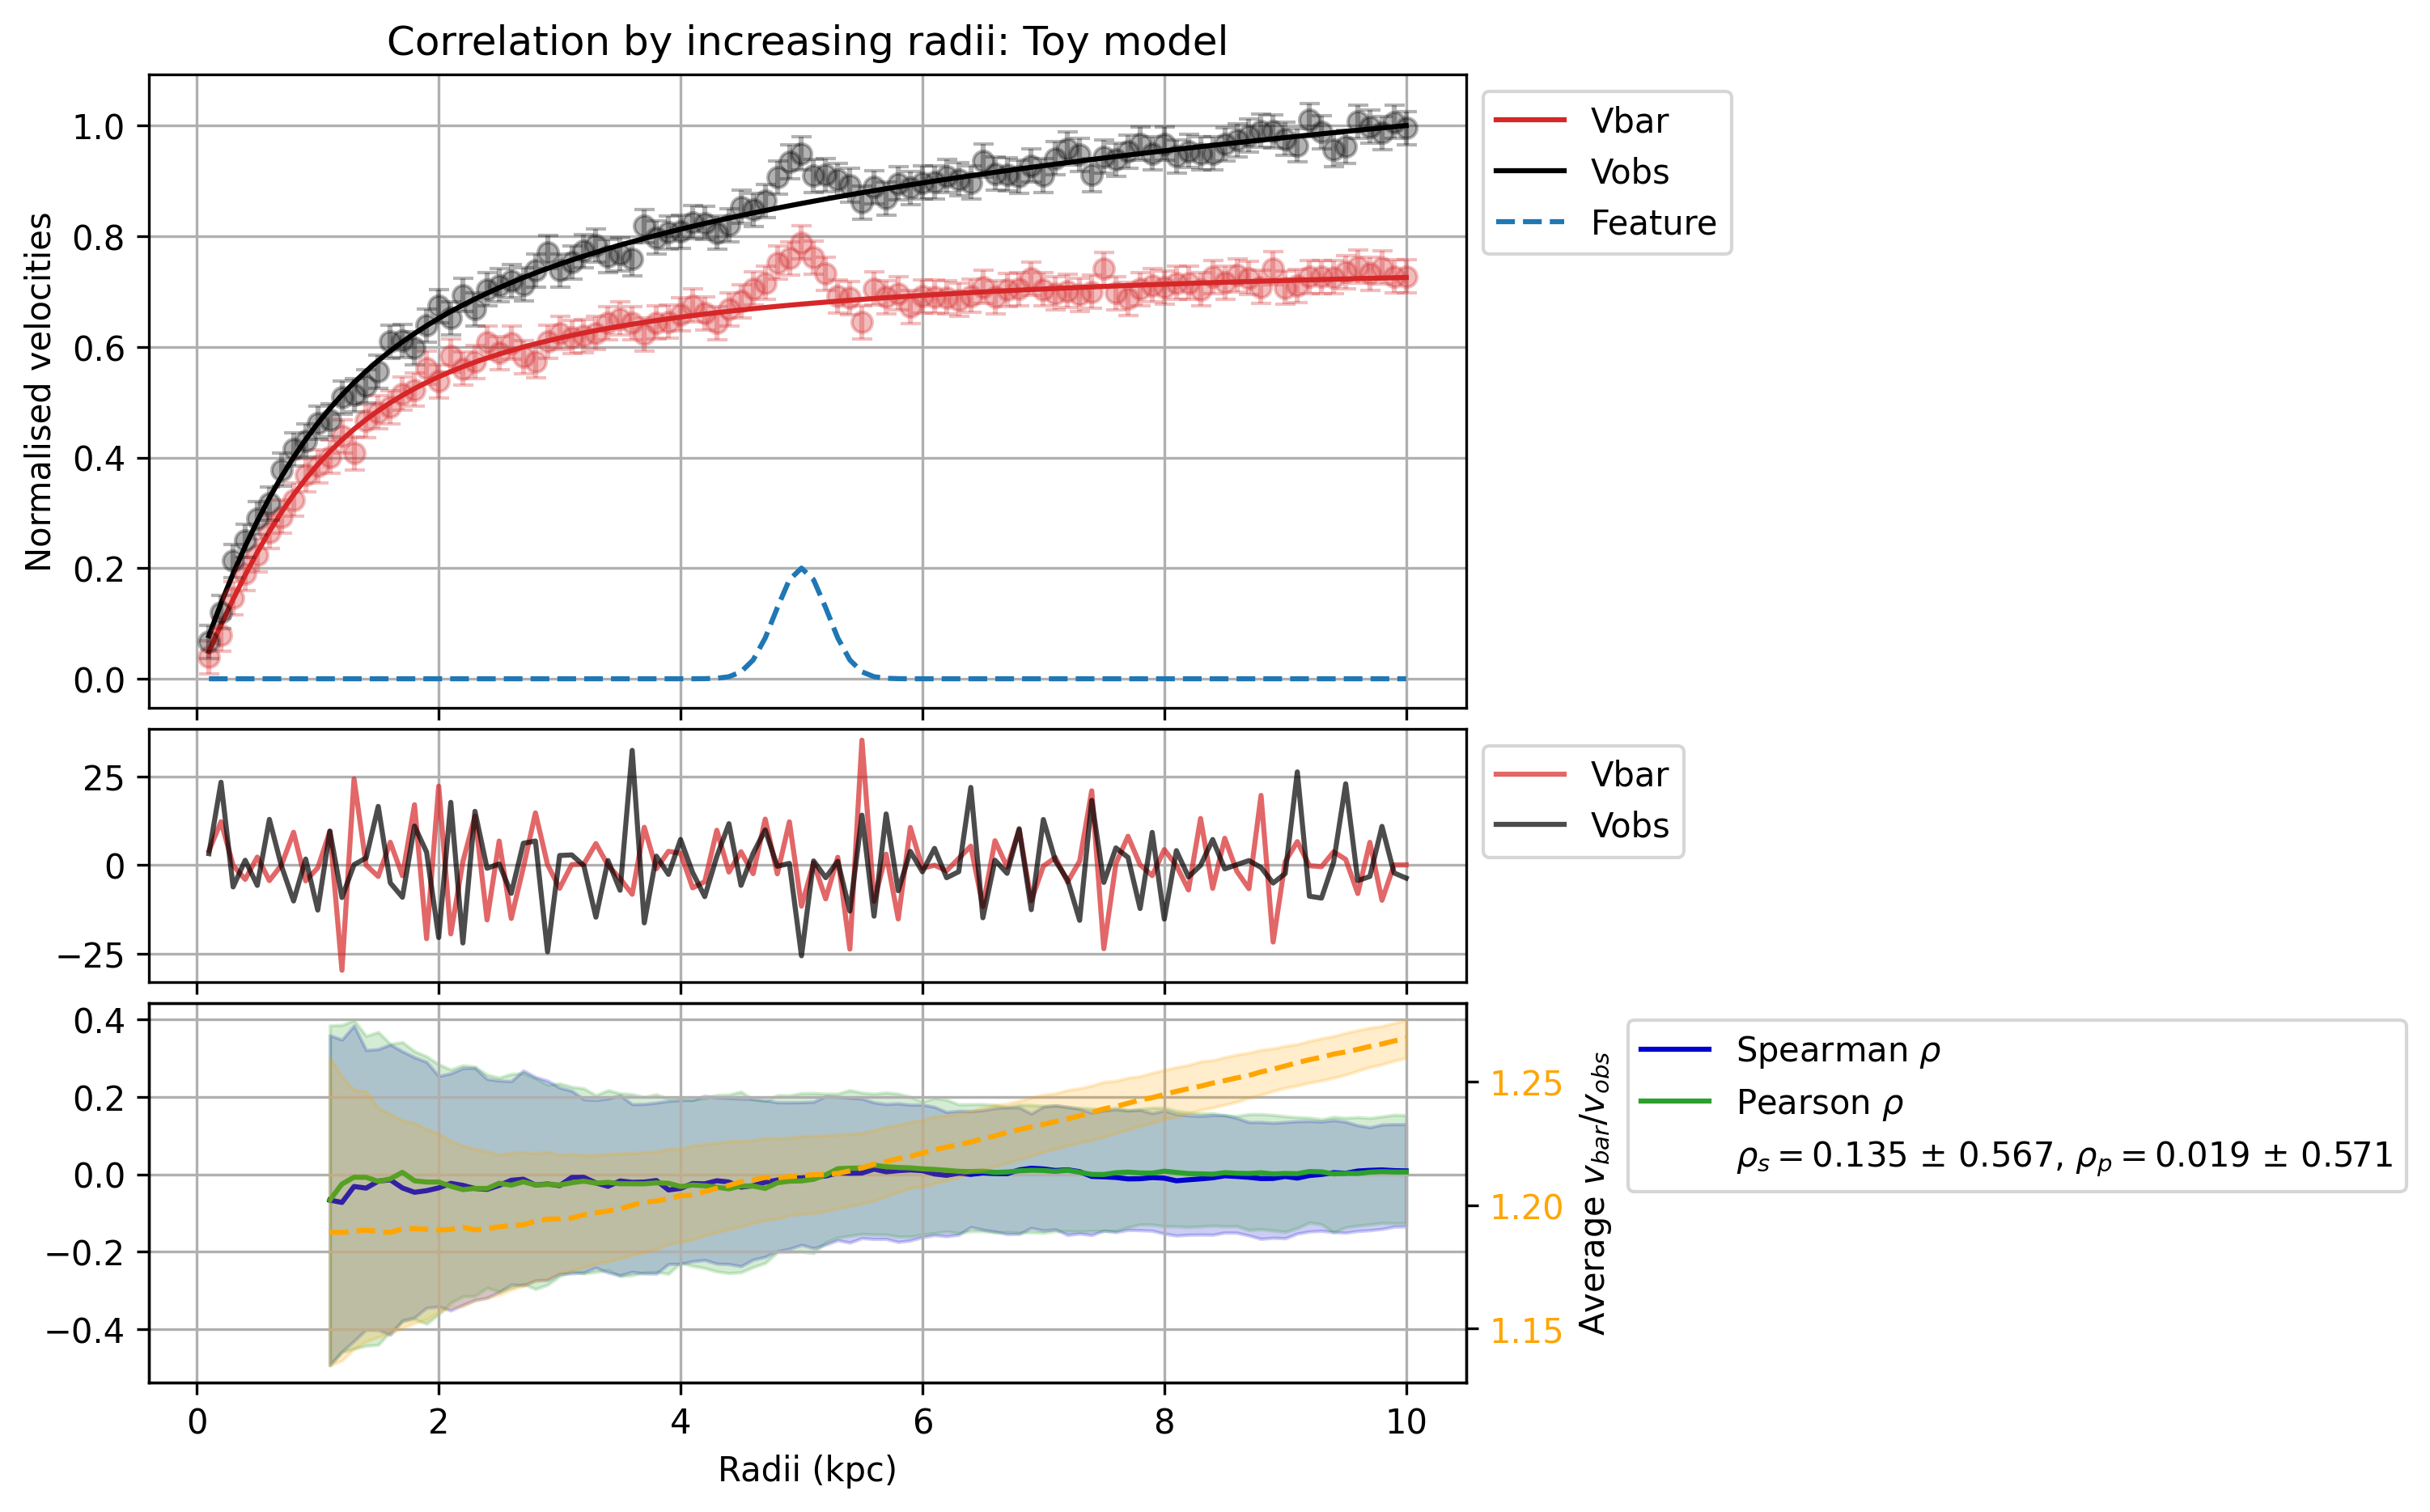 Correlation by increasing radii: Toy model
1.0
0.8
0.6
0.4
0.2
0.0
Normalised velocities
Vbar
Vobs
Feature
25
0
−25
Vbar
Vobs
0.4
0.2
0.0
−0.2
−0.4
1.25
1.20
1.15
Average v_bar/v_obs
Spearman ρ
Pearson ρ
ρ_s = 0.135 ± 0.567, ρ_p = 0.019 ± 0.571
0 2 4 6 8 10
Radii (kpc)